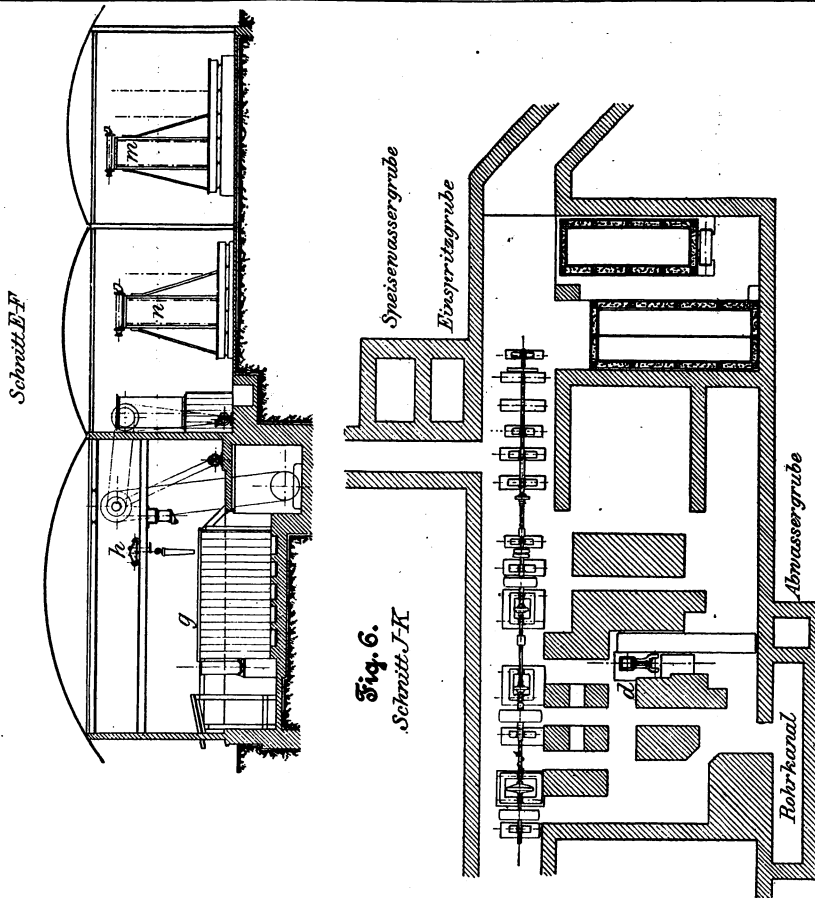 Schnitt E-F
m
n
h
g
Fig. 6.
Schnitt J-K
Speisewassergrube
Einspritzgrube
d
Abwassergrube
Rohrkanal